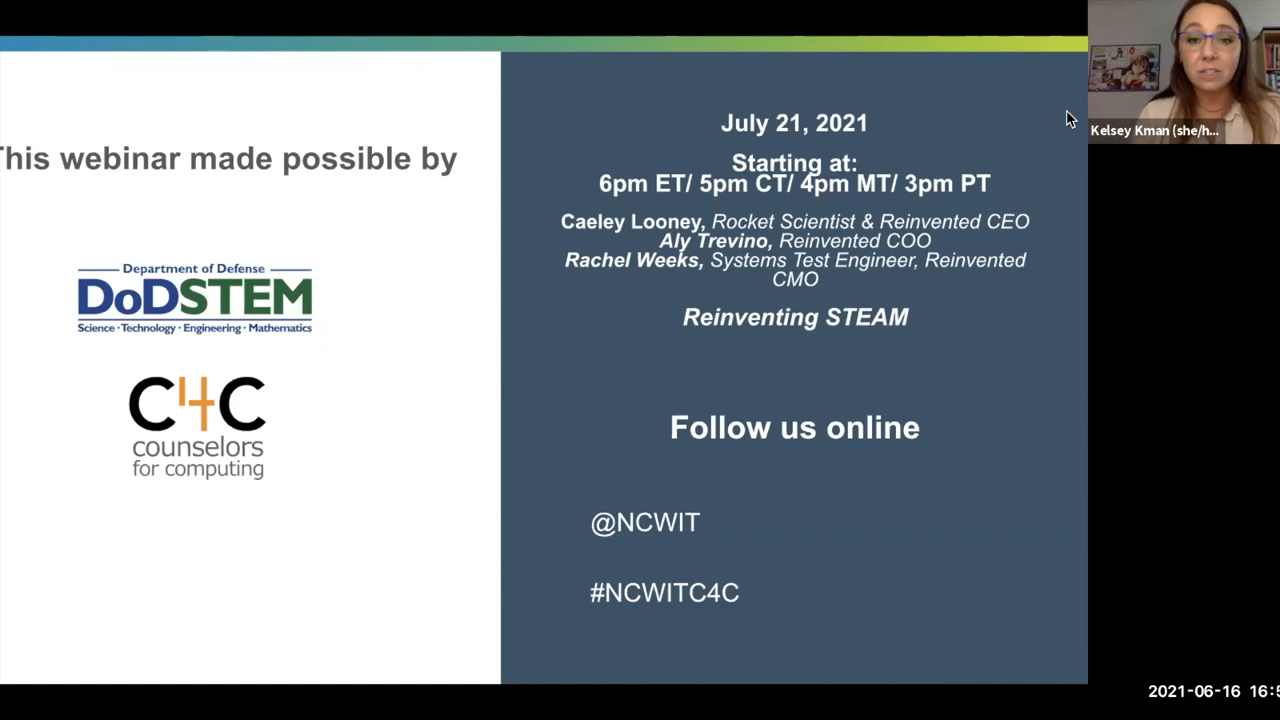 This webinar made possible by
Department of Defense
DoDSTEM
Science · Technology · Engineering · Mathematics
C4C
counselors
for computing
July 21, 2021
Starting at:
6pm ET/ 5pm CT/ 4pm MT/ 3pm PT
Caeley Looney, Rocket Scientist & Reinvented CEO
Aly Trevino, Reinvented COO
Rachel Weeks, Systems Test Engineer, Reinvented
CMO
Reinventing STEAM
Follow us online
@NCWIT
#NCWITC4C
Kelsey Kman (she/h...
2021-06-16 16:5